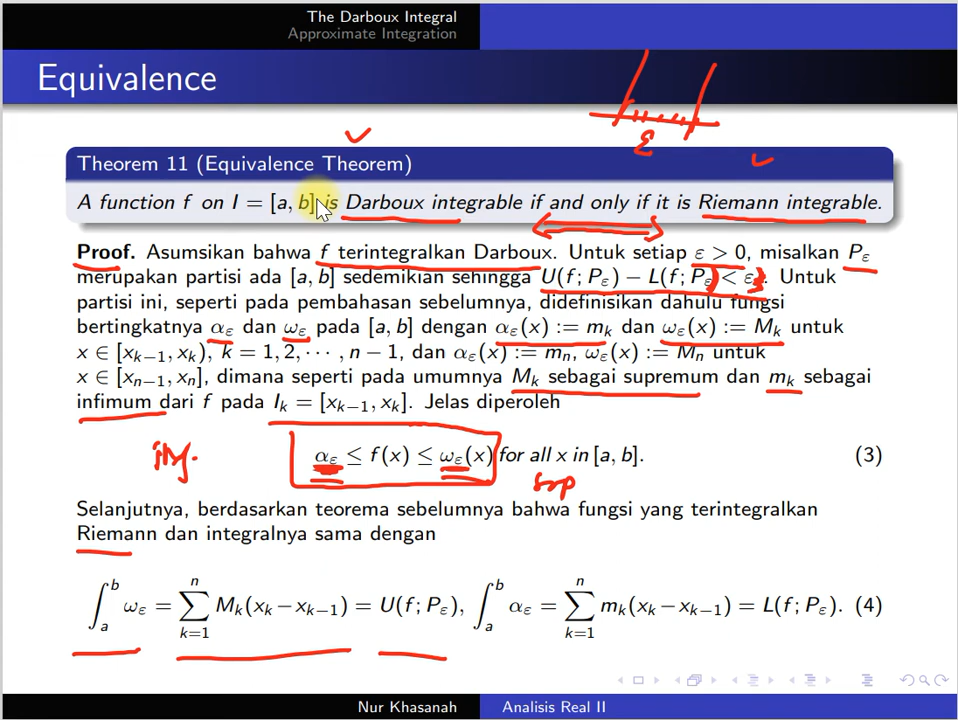 The Darboux Integral
Approximate Integration
Equivalence
ε
Theorem 11 (Equivalence Theorem)
A function f on I = [a, b] is Darboux integrable if and only if it is Riemann integrable.
Proof. Asumsikan bahwa f terintegralkan Darboux. Untuk setiap ε > 0, misalkan P_ε
merupakan partisi ada [a, b] sedemikian sehingga U(f; P_ε) − L(f; P_ε) < ε. Untuk
partisi ini, seperti pada pembahasan sebelumnya, didefinisikan dahulu fungsi
bertingkatnya α_ε dan ω_ε pada [a, b] dengan α_ε(x) := m_k dan ω_ε(x) := M_k untuk
x ∈ [x_{k−1}, x_k), k = 1, 2, ⋯ , n − 1, dan α_ε(x) := m_n, ω_ε(x) := M_n untuk
x ∈ [x_{n−1}, x_n], dimana seperti pada umumnya M_k sebagai supremum dan m_k sebagai
infimum dari f pada I_k = [x_{k−1}, x_k]. Jelas diperoleh
inf. α_ε ≤ f(x) ≤ ω_ε(x) for all x in [a, b]. (3)
sup
Selanjutnya, berdasarkan teorema sebelumnya bahwa fungsi yang terintegralkan
Riemann dan integralnya sama dengan
∫_a^b ω_ε = ∑_{k=1}^n M_k(x_k − x_{k−1}) = U(f; P_ε), ∫_a^b α_ε = ∑_{k=1}^n m_k(x_k − x_{k−1}) = L(f; P_ε). (4)
Nur Khasanah Analisis Real II